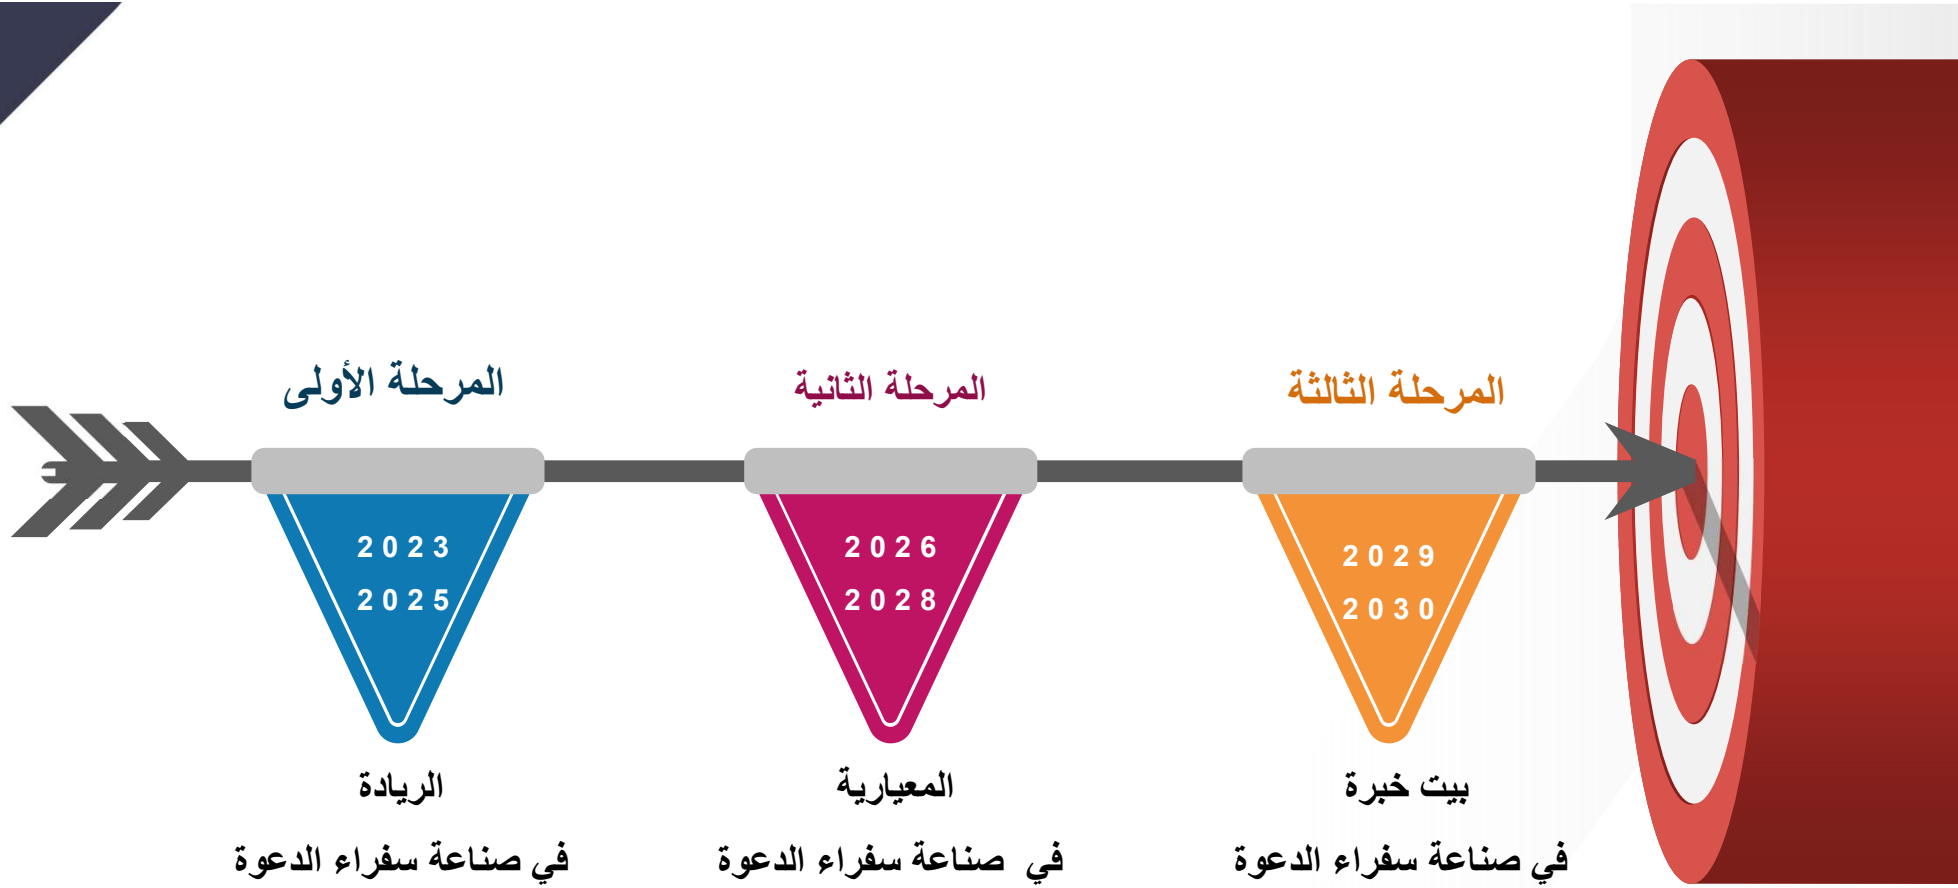 المرحلة الأولى
2023
2025
الريادة
في صناعة سفراء الدعوة
المرحلة الثانية
2026
2028
المعيارية
في صناعة سفراء الدعوة
المرحلة الثالثة
2029
2030
بيت خبرة
في صناعة سفراء الدعوة